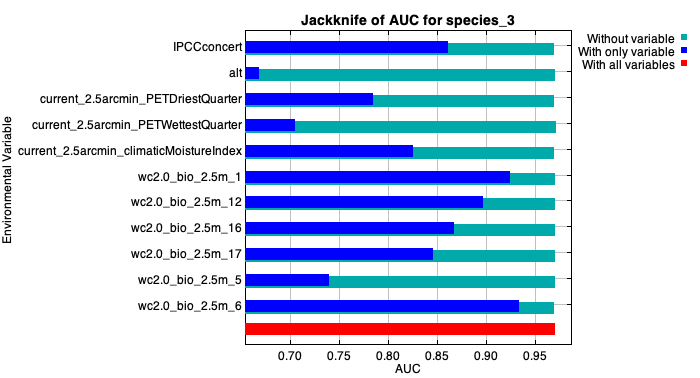 Jackknife of AUC for species_3
Without variable
With only variable
With all variables
Environmental Variable
IPCCconcert
alt
current_2.5arcmin_PETDriestQuarter
current_2.5arcmin_PETWettestQuarter
current_2.5arcmin_climaticMoistureIndex
wc2.0_bio_2.5m_1
wc2.0_bio_2.5m_12
wc2.0_bio_2.5m_16
wc2.0_bio_2.5m_17
wc2.0_bio_2.5m_5
wc2.0_bio_2.5m_6
0.70 0.75 0.80 0.85 0.90 0.95
AUC